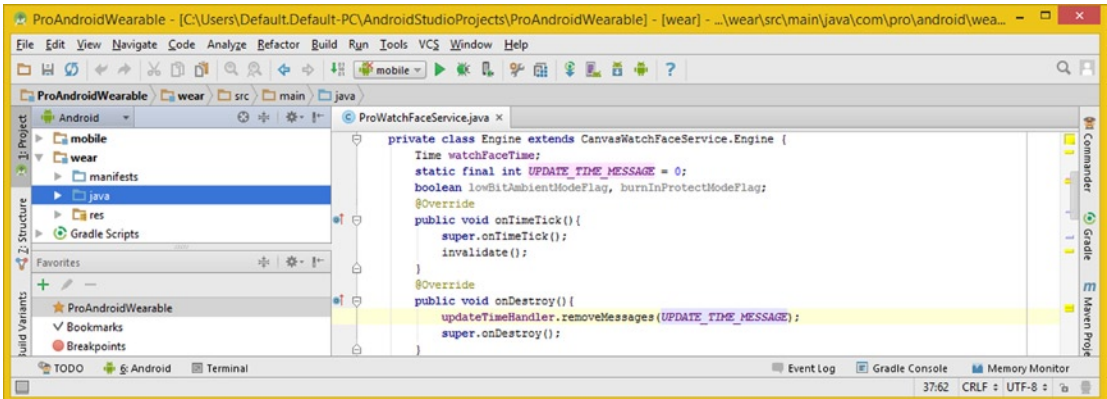 ProAndroidWearable - [C:\Users\Default.Default-PC\AndroidStudioProjects\ProAndroidWearable] - [wear] - ...\wear\src\main\java\com\pro\android\wea...
File Edit View Navigate Code Analyze Refactor Build Run Tools VCS Window Help
mobile
ProAndroidWearable wear src main java
1: Project
Z: Structure
Build Variants
Android
mobile
wear
manifests
java
res
Gradle Scripts
Favorites
ProAndroidWearable
Bookmarks
Breakpoints
ProWatchFaceService.java
private class Engine extends CanvasWatchFaceService.Engine {
Time watchFaceTime;
static final int UPDATE_TIME_MESSAGE = 0;
boolean lowBitAmbientModeFlag, burnInProtectModeFlag;
@Override
public void onTimeTick(){
super.onTimeTick();
invalidate();
}
@Override
public void onDestroy(){
updateTimeHandler.removeMessages(UPDATE_TIME_MESSAGE);
super.onDestroy();
}
Commander
Gradle
Maven Proje
TODO 6: Android Terminal Event Log Gradle Console Memory Monitor
37:62 CRLF UTF-8